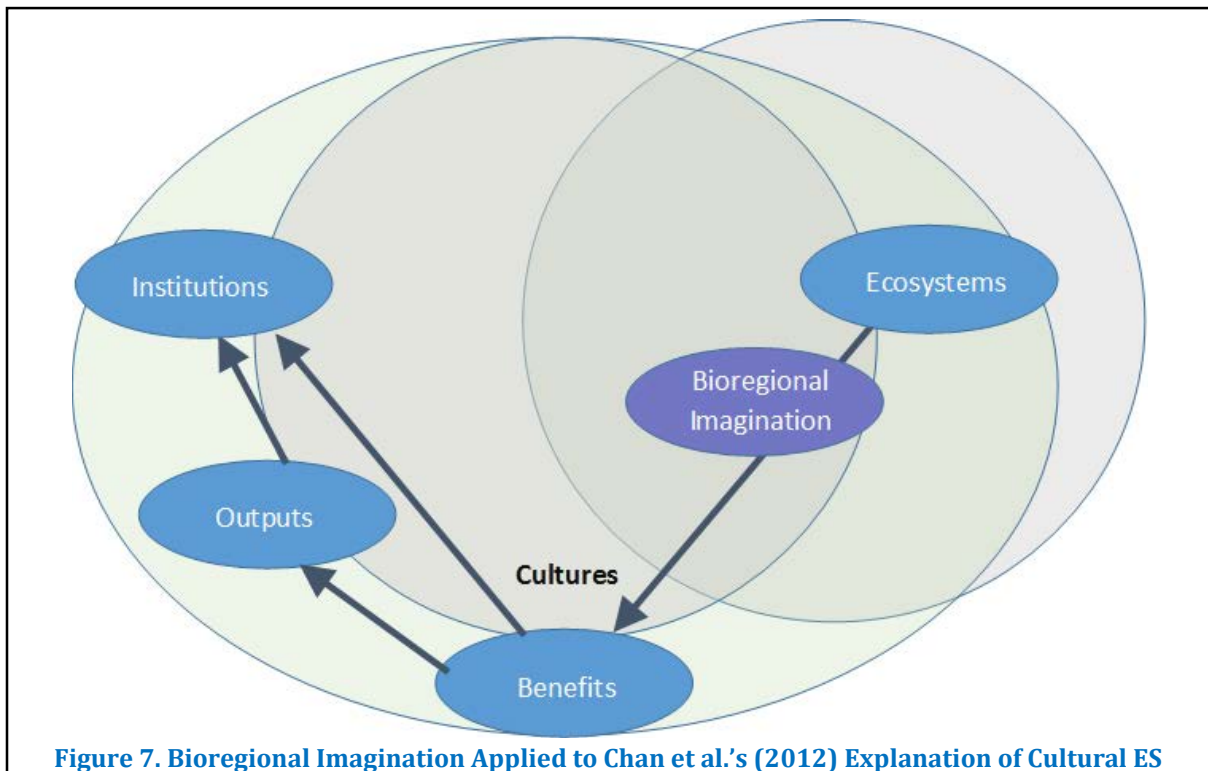 Institutions
Ecosystems
Bioregional
Imagination
Outputs
Cultures
Benefits
Figure 7. Bioregional Imagination Applied to Chan et al.’s (2012) Explanation of Cultural ES